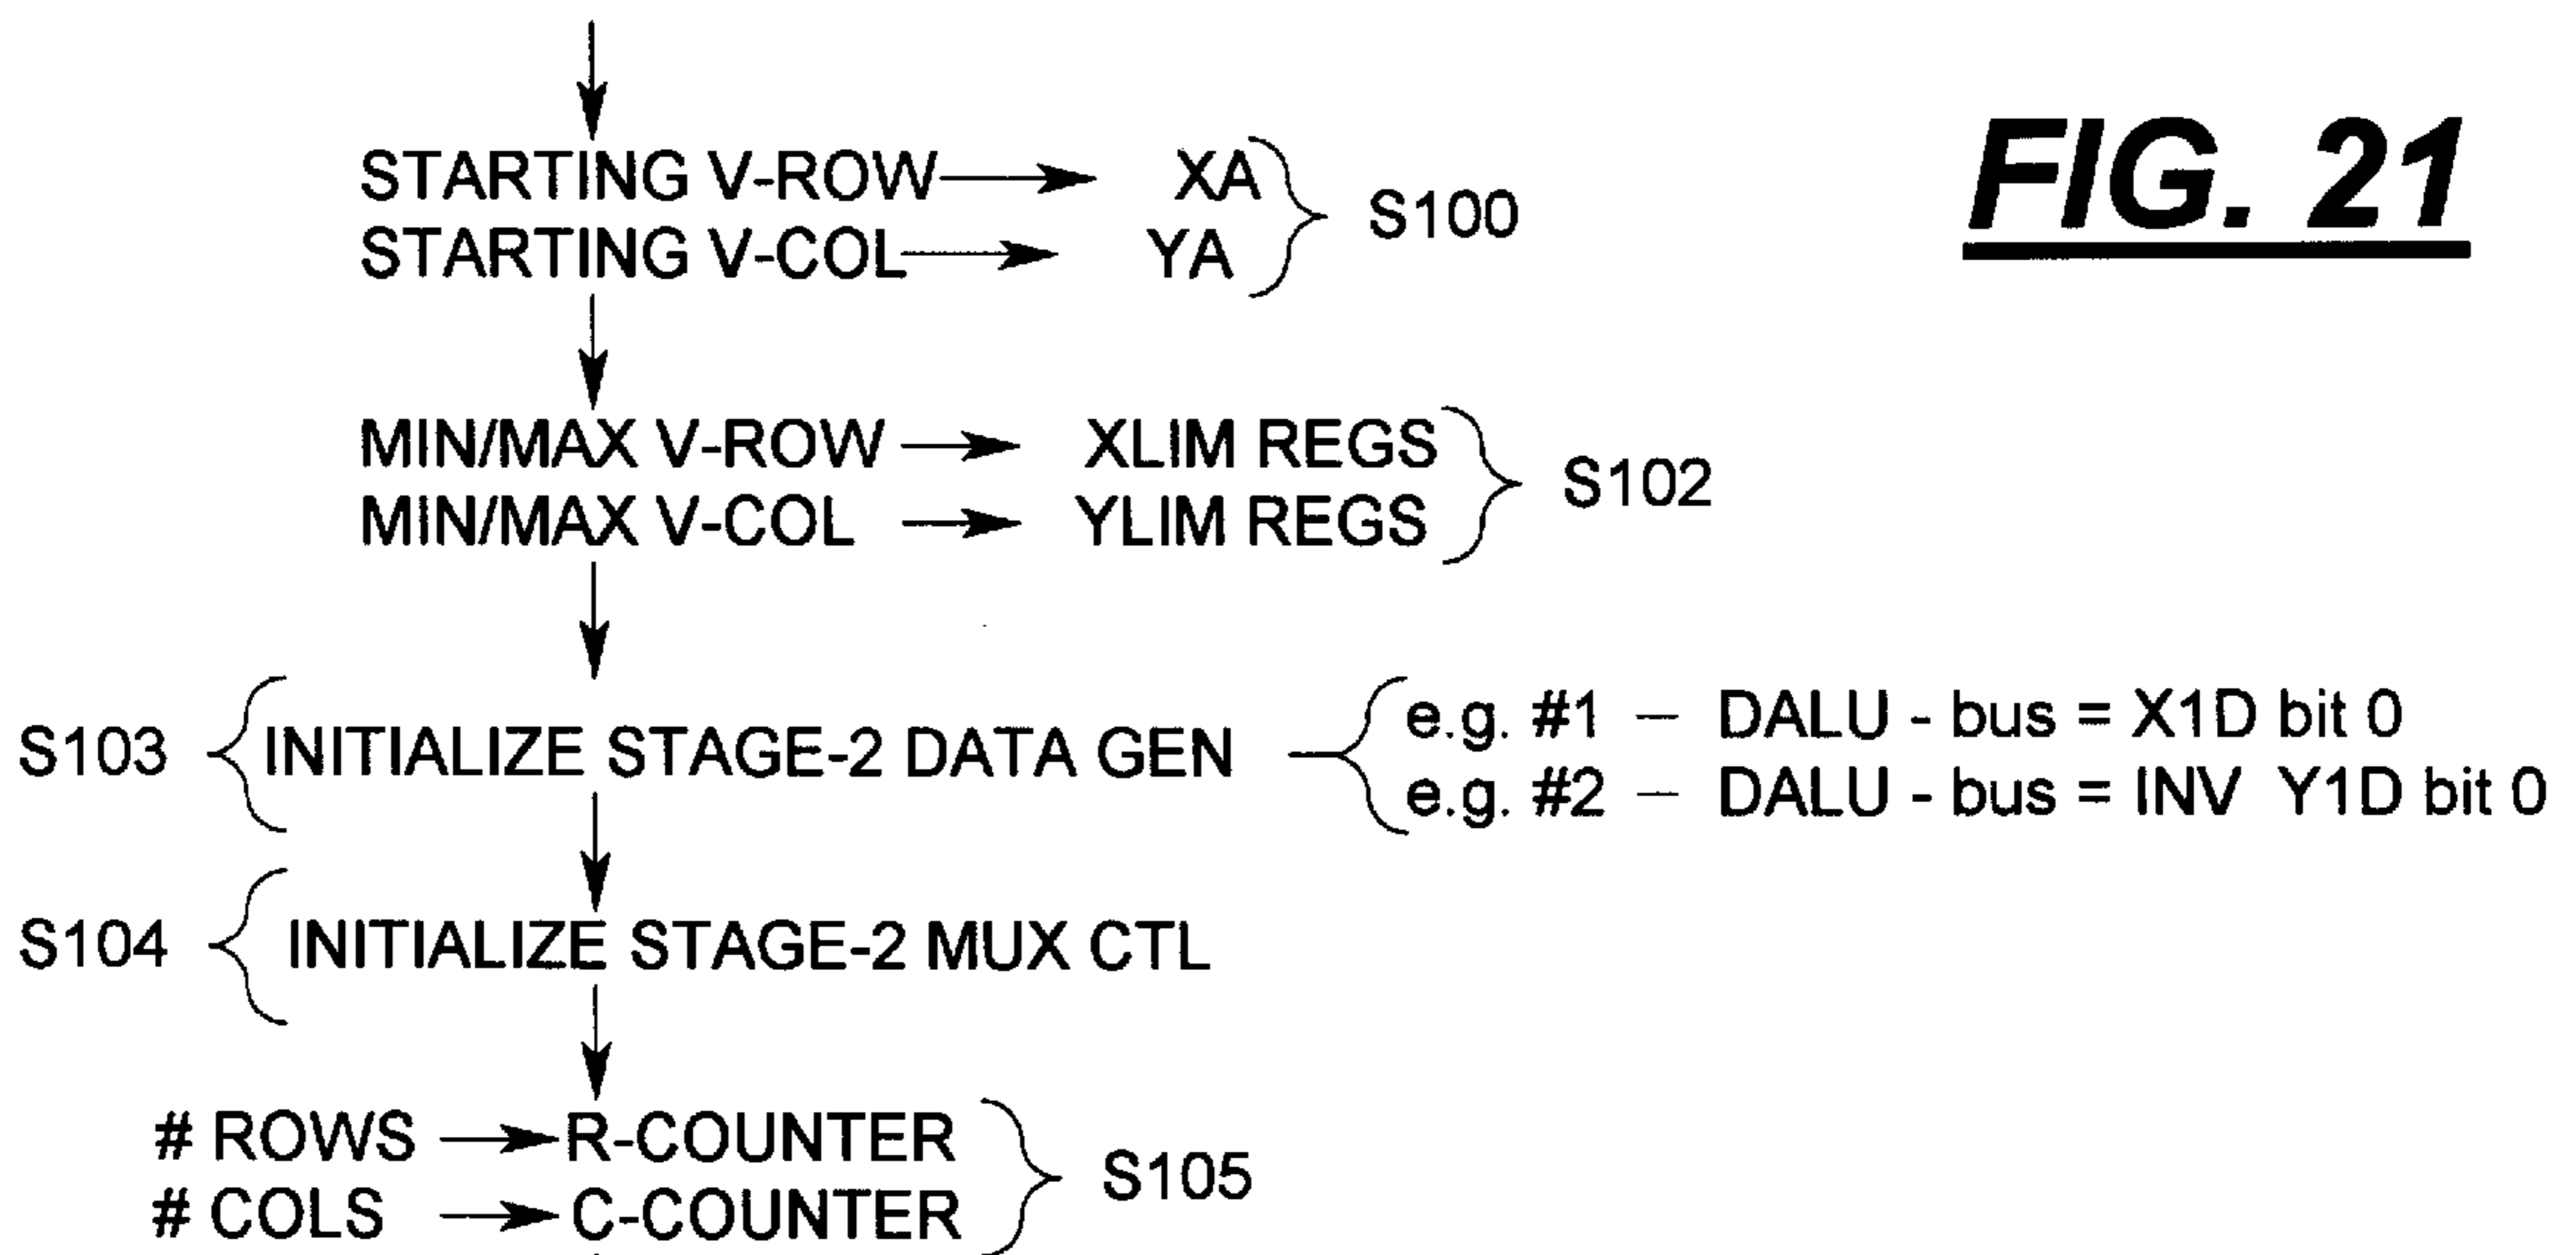 FIG. 21
STARTING V-ROW → XA
STARTING V-COL → YA
S100
MIN/MAX V-ROW → XLIM REGS
MIN/MAX V-COL → YLIM REGS
S102
S103 INITIALIZE STAGE-2 DATA GEN
e.g. #1 — DALU - bus = X1D bit 0
e.g. #2 — DALU - bus = INV Y1D bit 0
S104 INITIALIZE STAGE-2 MUX CTL
# ROWS → R-COUNTER
# COLS → C-COUNTER
S105